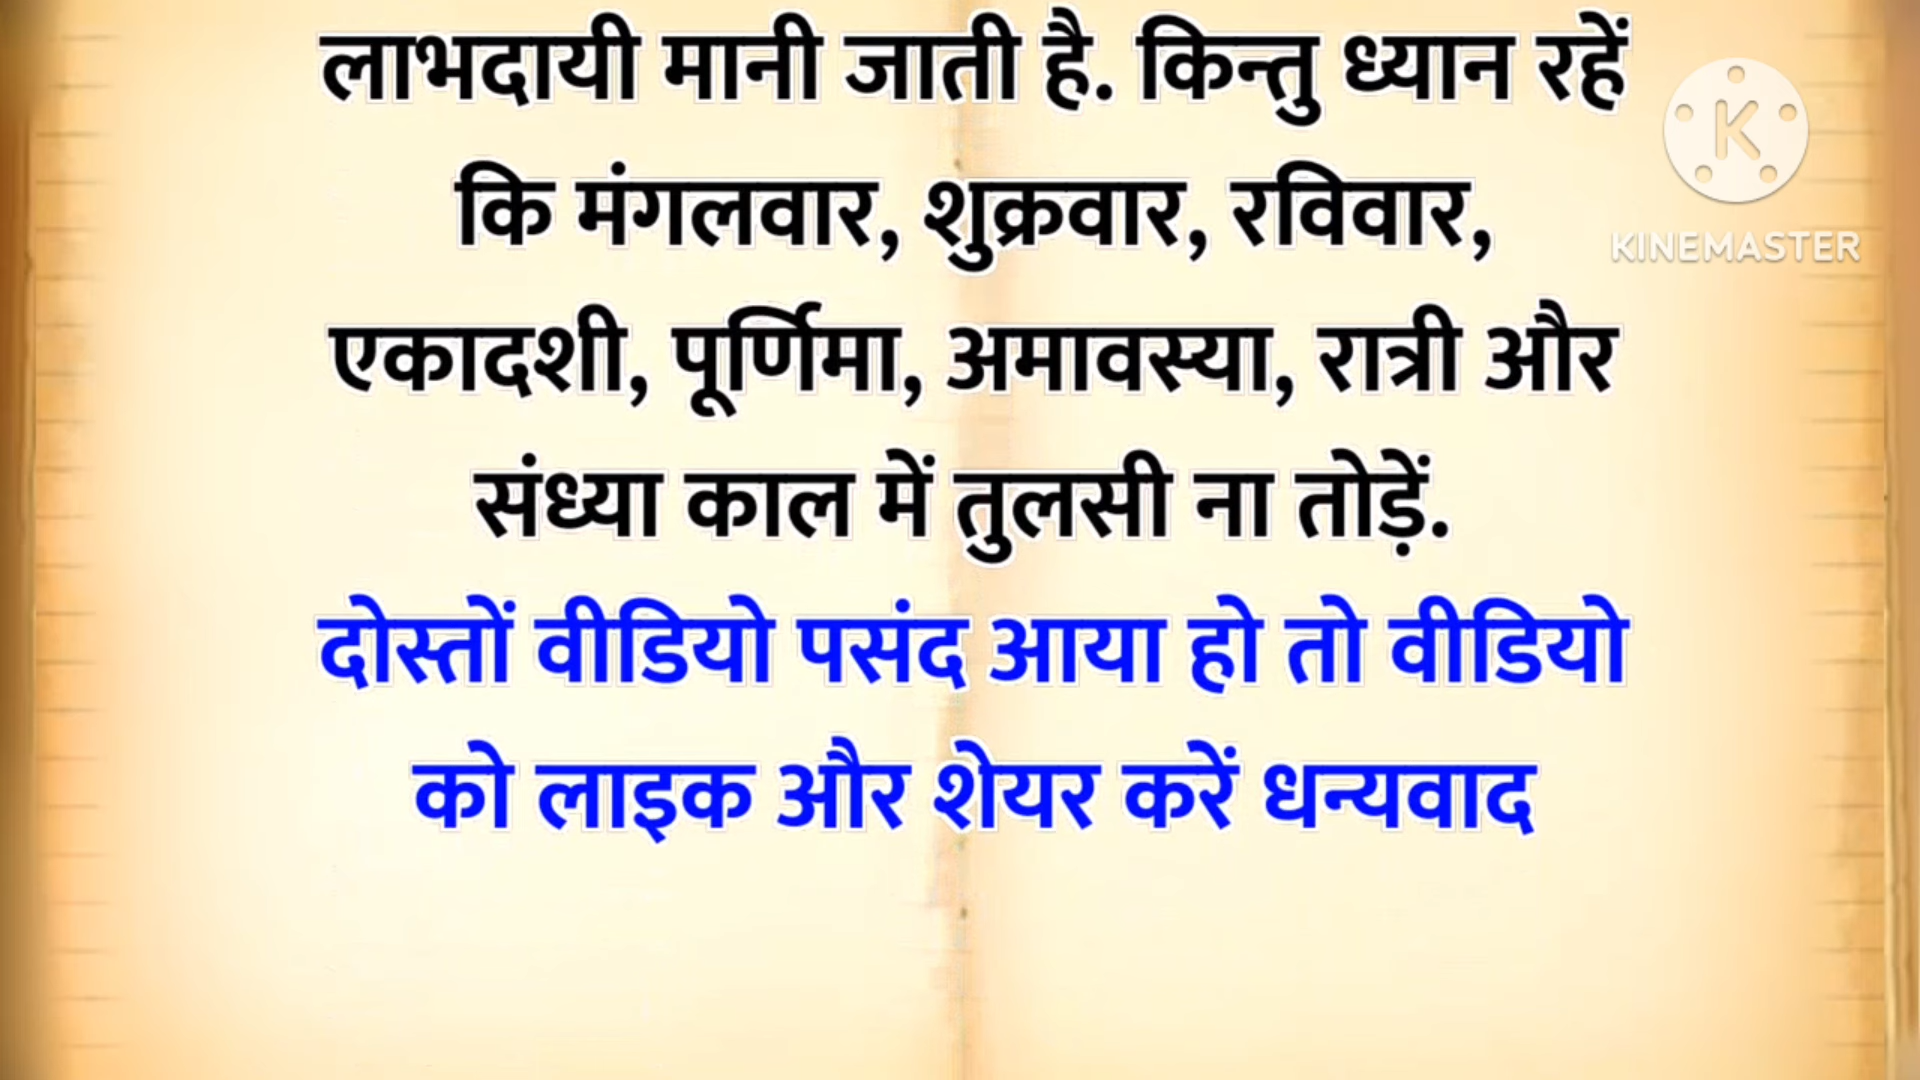 लाभदायी मानी जाती है. किन्तु ध्यान रहें
कि मंगलवार, शुक्रवार, रविवार,
एकादशी, पूर्णिमा, अमावस्या, रात्री और
संध्या काल में तुलसी ना तोड़ें.
दोस्तों वीडियो पसंद आया हो तो वीडियो
को लाइक और शेयर करें धन्यवाद
K
KINEMASTER